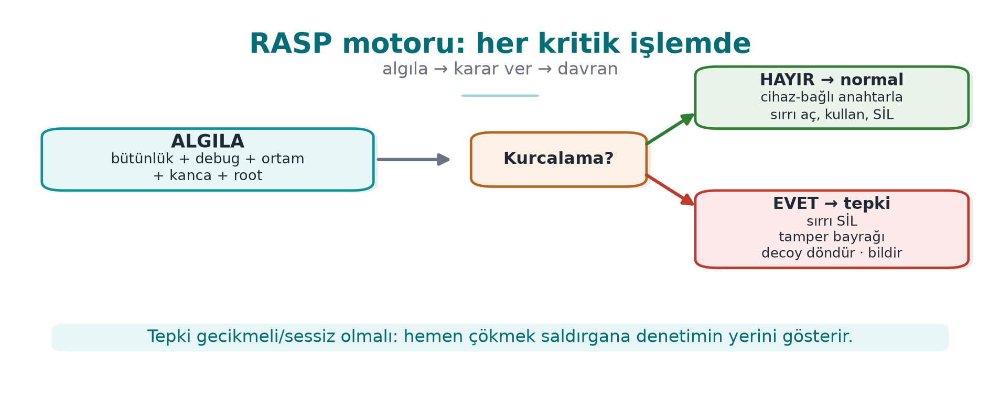 RASP motoru: her kritik işlemde
algıla → karar ver → davran
ALGILA
bütünlük + debug + ortam
+ kanca + root
Kurcalama?
HAYIR → normal
cihaz-bağlı anahtarla
sırrı aç, kullan, SİL
EVET → tepki
sırrı SİL
tamper bayrağı
decoy döndür · bildir
Tepki gecikmeli/sessiz olmalı: hemen çökmek saldırgana denetimin yerini gösterir.